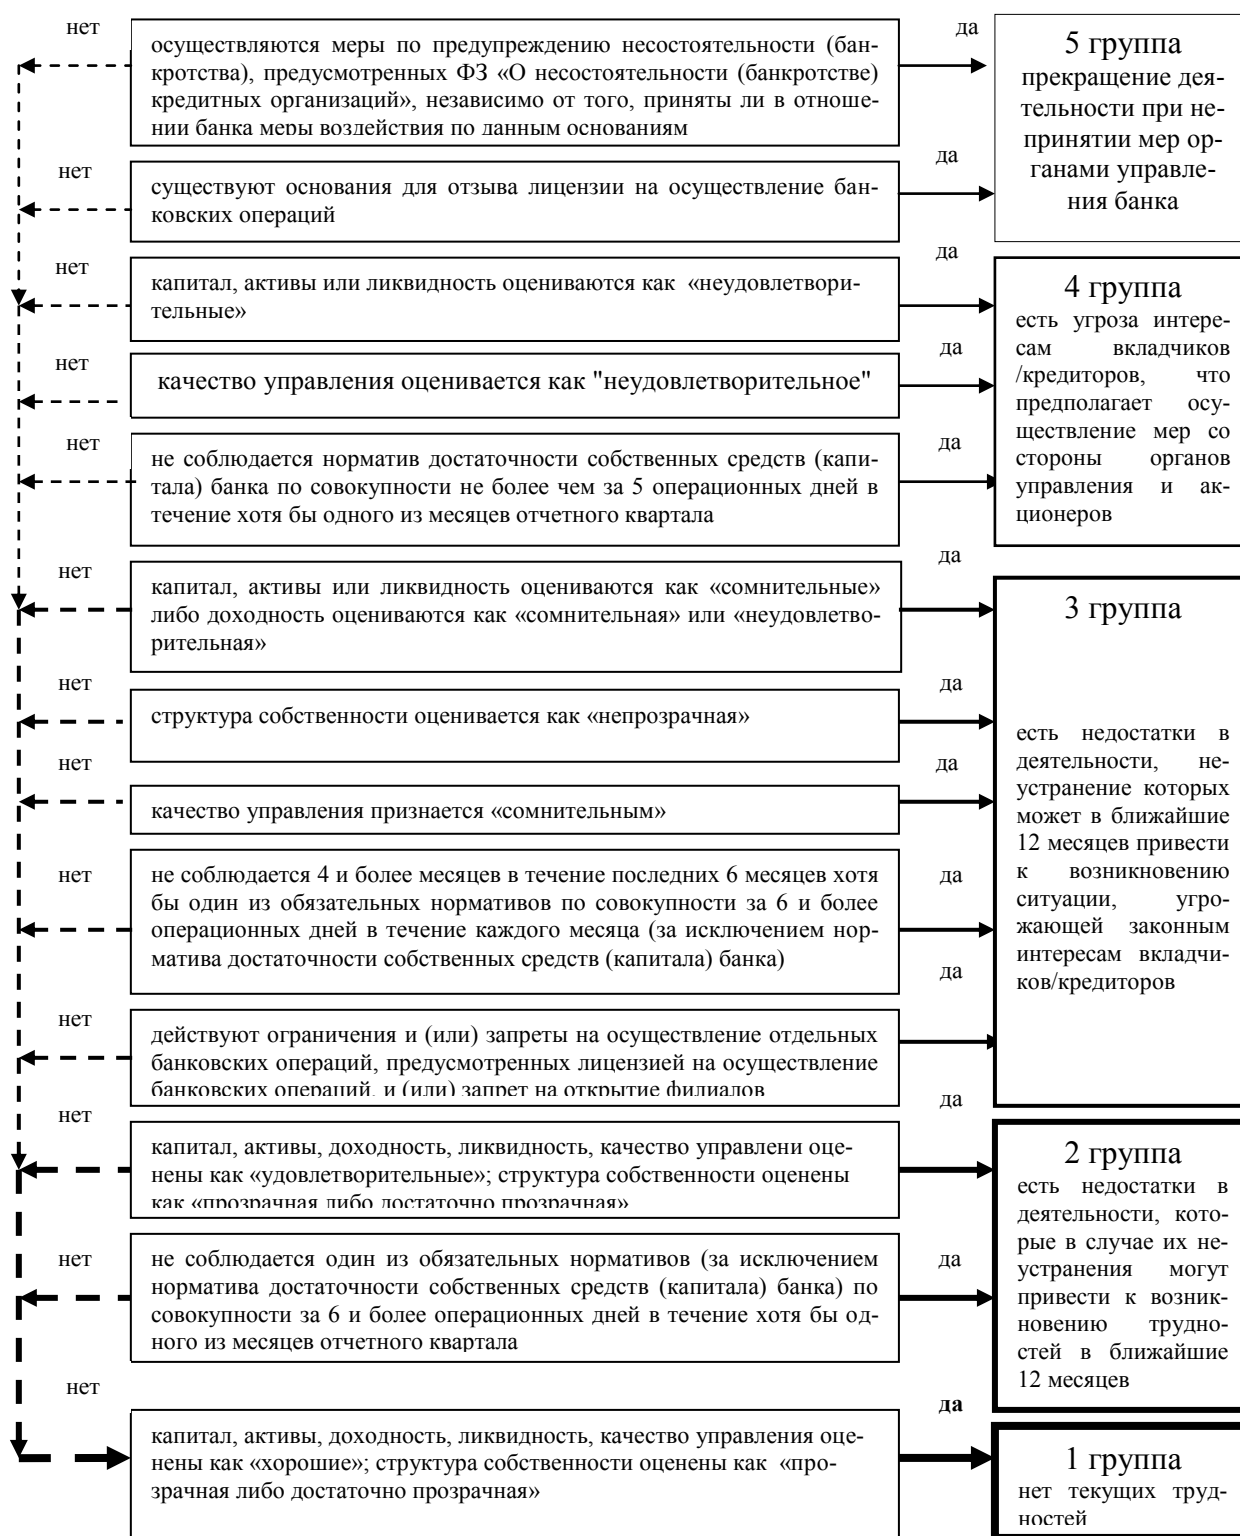 нет
осуществляются меры по предупреждению несостоятельности (бан-
кротства), предусмотренных ФЗ «О несостоятельности (банкротстве)
кредитных организаций», независимо от того, приняты ли в отноше-
нии банка меры воздействия по данным основаниям
да
5 группа
прекращение дея-
тельности при не-
принятии мер ор-
ганами управле-
ния банка
нет
существуют основания для отзыва лицензии на осуществление бан-
ковских операций
да
нет
капитал, активы или ликвидность оцениваются как «неудовлетвори-
тельные»
да
4 группа
есть угроза интере-
сам вкладчиков
/кредиторов, что
предполагает осу-
ществление мер со
стороны органов
управления и ак-
ционеров
нет
качество управления оценивается как "неудовлетворительное"
да
нет
не соблюдается норматив достаточности собственных средств (капи-
тала) банка по совокупности не более чем за 5 операционных дней в
течение хотя бы одного из месяцев отчетного квартала
да
нет
капитал, активы или ликвидность оцениваются как «сомнительные»
либо доходность оцениваются как «сомнительная» или «неудовлетво-
рительная»
да
3 группа
есть недостатки в
деятельности, не-
устранение которых
может в ближайшие
12 месяцев привести
к возникновению
ситуации, угро-
жающей законным
интересам вкладчи-
ков/кредиторов
нет
структура собственности оценивается как «непрозрачная»
да
нет
качество управления признается «сомнительным»
да
нет
не соблюдается 4 и более месяцев в течение последних 6 месяцев хотя
бы один из обязательных нормативов по совокупности за 6 и более
операционных дней в течение каждого месяца (за исключением нор-
матива достаточности собственных средств (капитала) банка)
да
нет
действуют ограничения и (или) запреты на осуществление отдельных
банковских операций, предусмотренных лицензией на осуществление
банковских операций, и (или) запрет на открытие филиалов
да
нет
капитал, активы, доходность, ликвидность, качество управлени оце-
нены как «удовлетворительные»; структура собственности оценены
как «прозрачная либо достаточно прозрачная»
да
2 группа
есть недостатки в
деятельности, кото-
рые в случае их не-
устранения могут
привести к возник-
новению трудно-
стей в ближайшие
12 месяцев
нет
не соблюдается один из обязательных нормативов (за исключением
норматива достаточности собственных средств (капитала) банка) по
совокупности за 6 и более операционных дней в течение хотя бы од-
ного из месяцев отчетного квартала
да
нет
капитал, активы, доходность, ликвидность, качество управления оце-
нены как «хорошие»; структура собственности оценены как «про-
зрачная либо достаточно прозрачная»
да
1 группа
нет текущих труд-
ностей